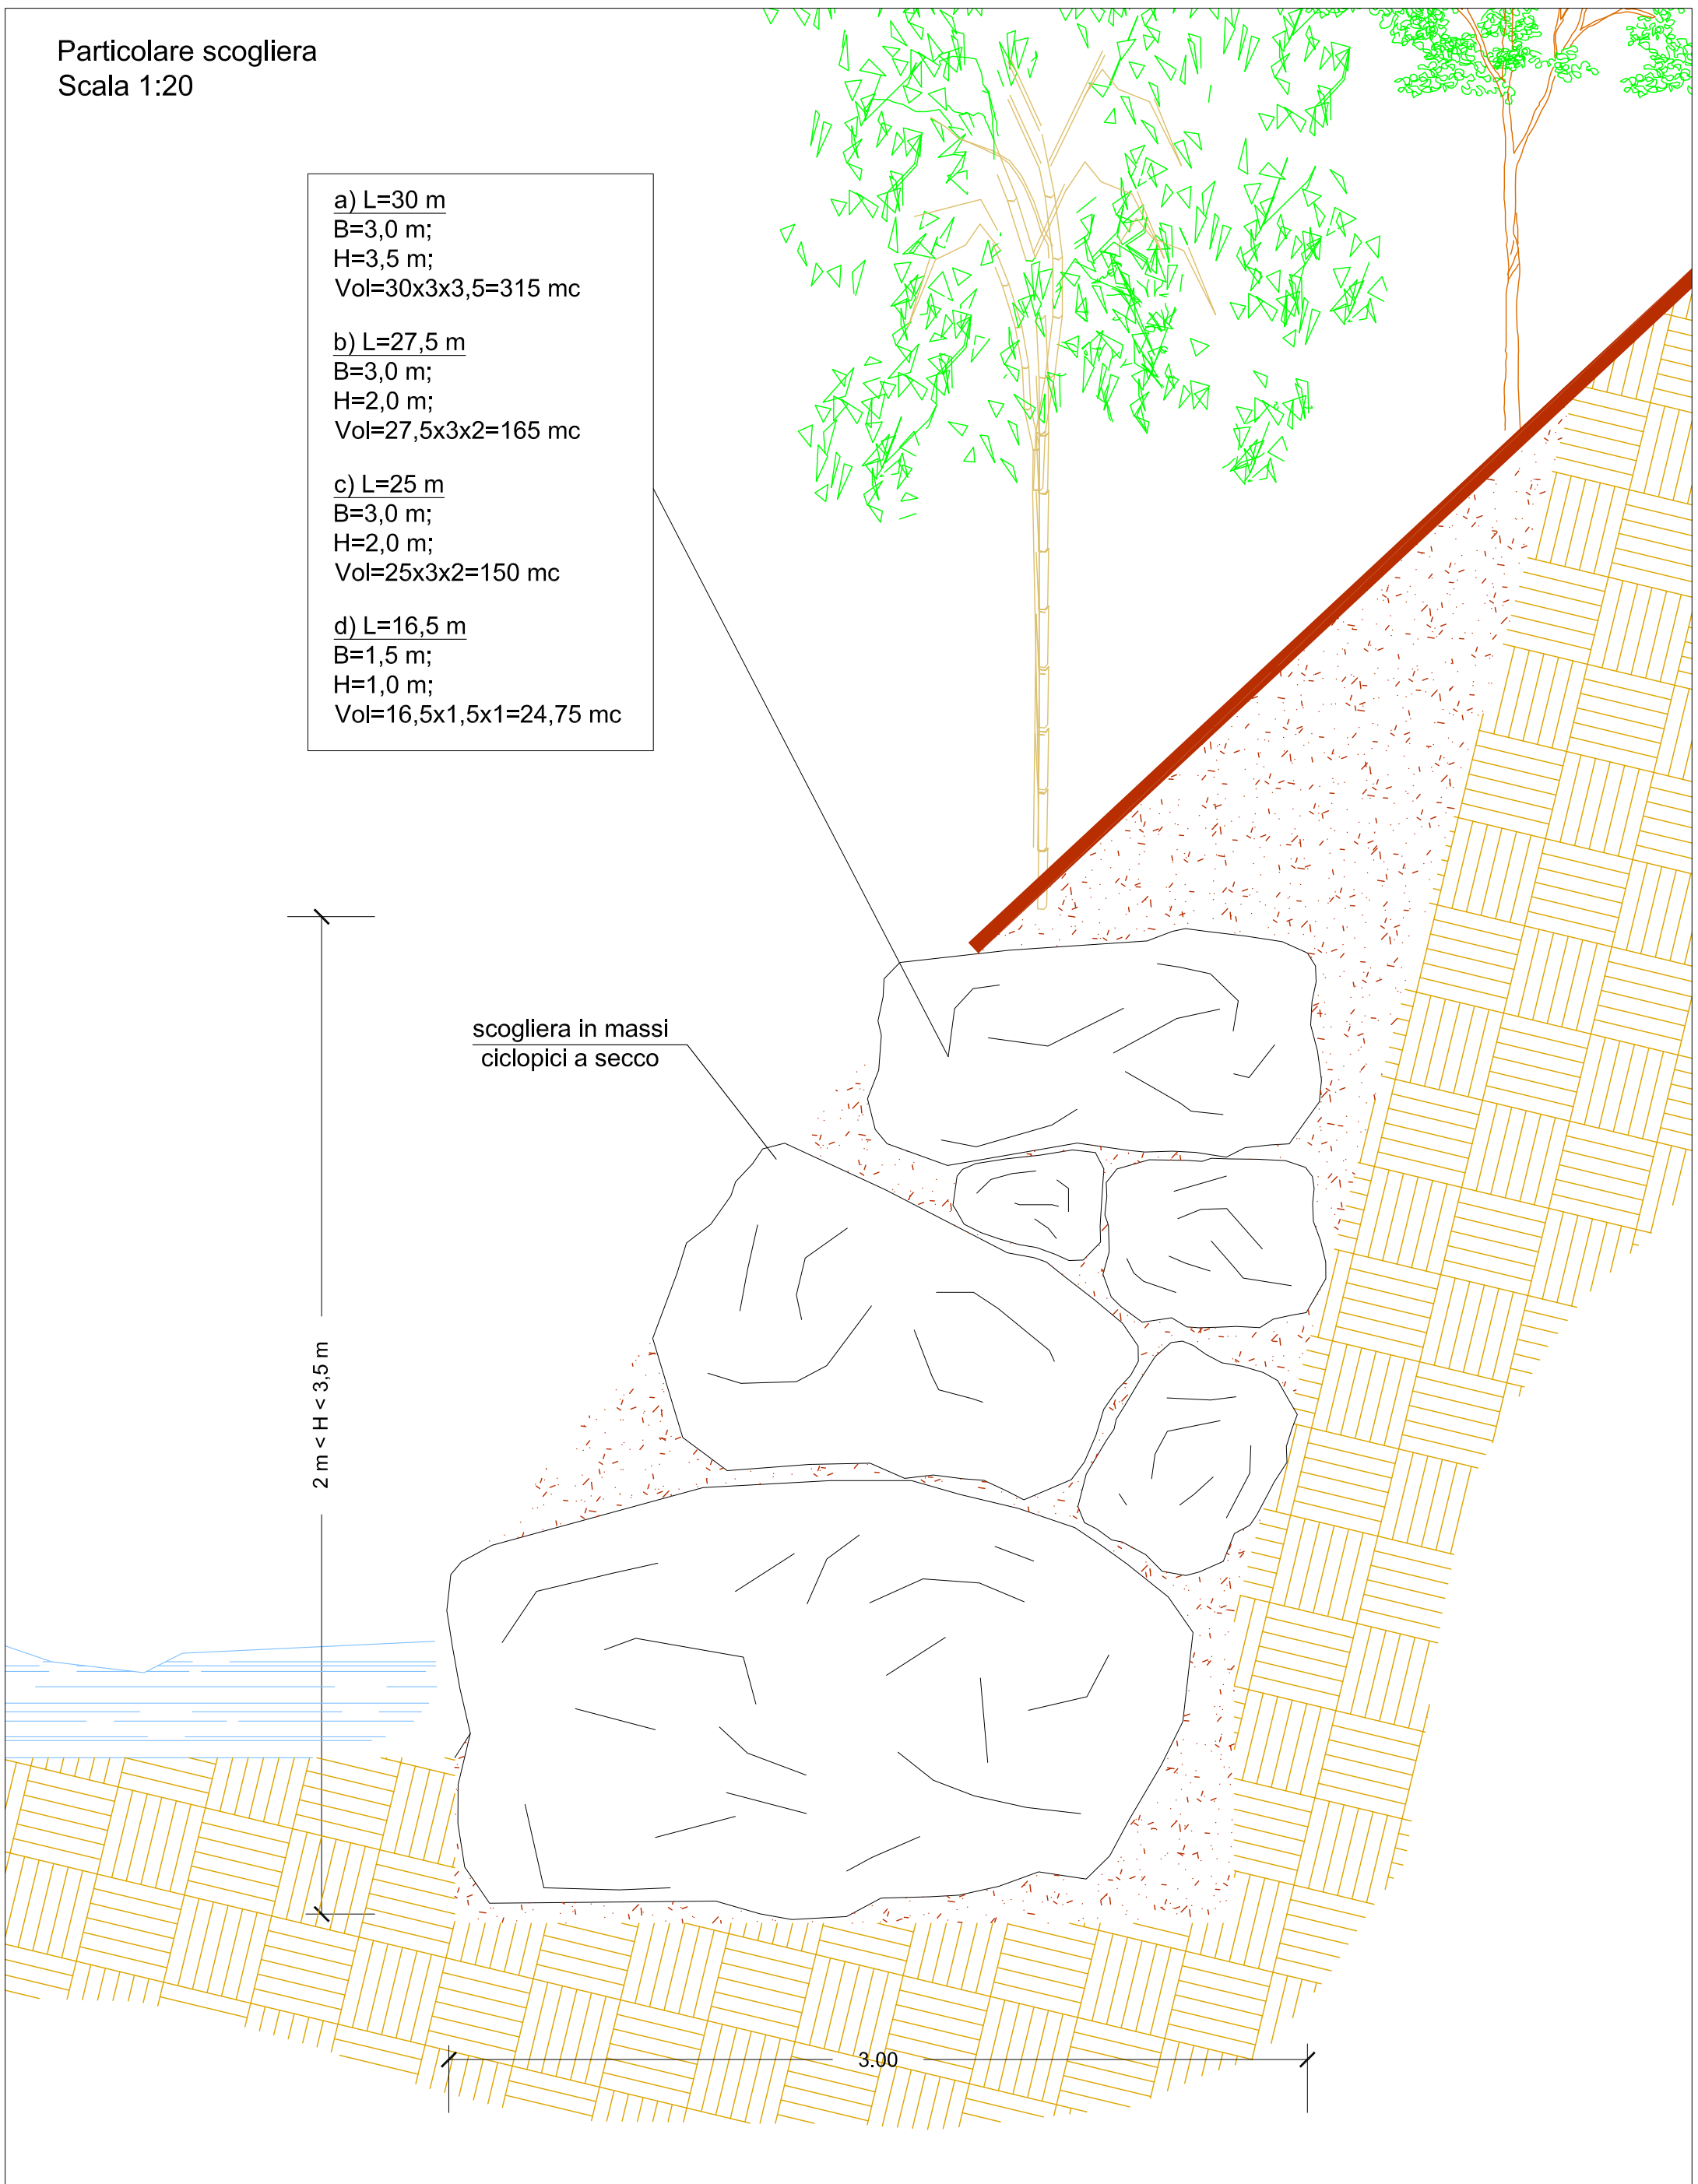 Particolare scogliera
Scala 1:20
a) L=30 m
B=3,0 m;
H=3,5 m;
Vol=30x3x3,5=315 mc
b) L=27,5 m
B=3,0 m;
H=2,0 m;
Vol=27,5x3x2=165 mc
c) L=25 m
B=3,0 m;
H=2,0 m;
Vol=25x3x2=150 mc
d) L=16,5 m
B=1,5 m;
H=1,0 m;
Vol=16,5x1,5x1=24,75 mc
scogliera in massi
ciclopici a secco
2 m < H < 3,5 m
3.00